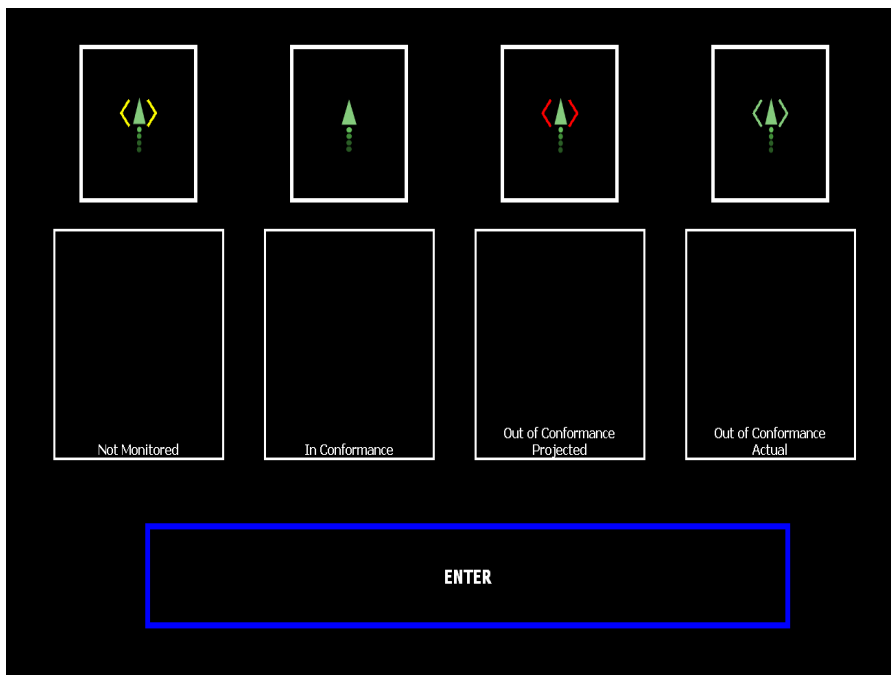 Not Monitored
In Conformance
Out of Conformance
Projected
Out of Conformance
Actual
ENTER